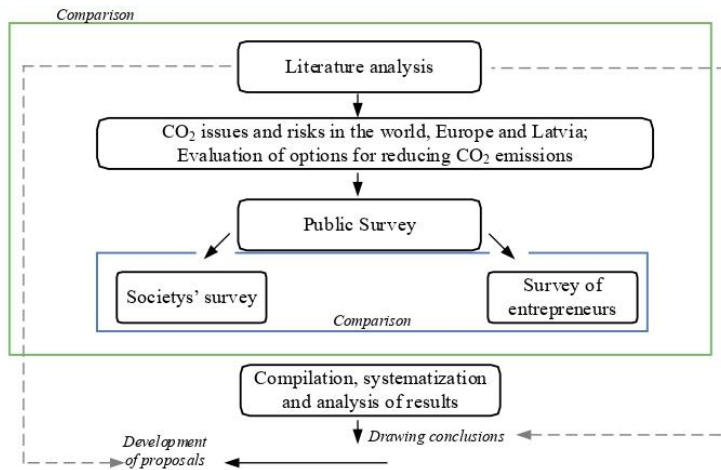 Comparison
Literature analysis
CO₂ issues and risks in the world, Europe and Latvia;
Evaluation of options for reducing CO₂ emissions
Public Survey
Societys’ survey
Survey of
entrepreneurs
Comparison
Compilation, systematization
and analysis of results
Drawing conclusions
Development
of proposals